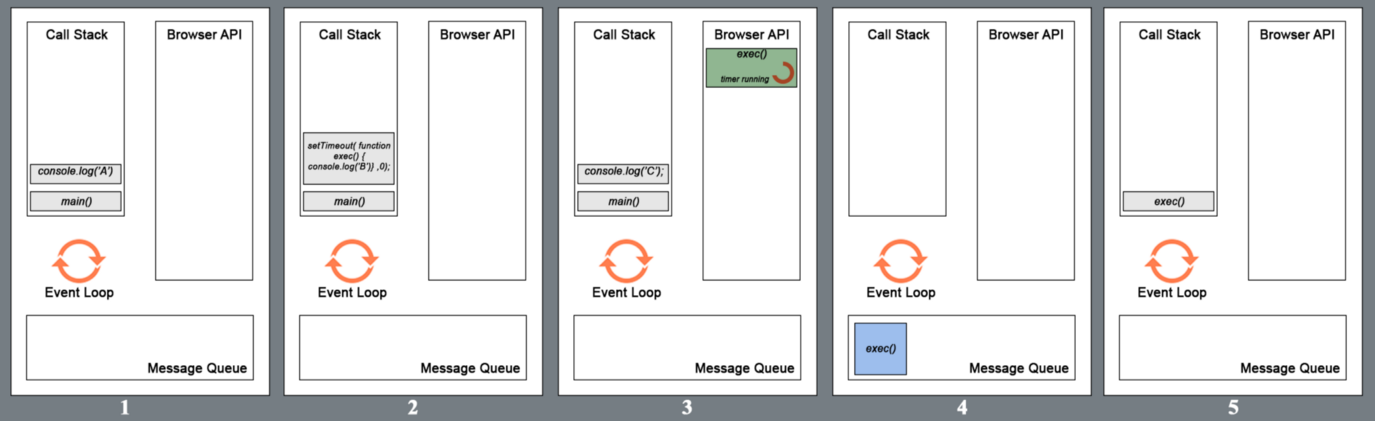 Call Stack
Browser API
console.log('A')
main()
Event Loop
Message Queue
1
Call Stack
Browser API
setTimeout( function
exec() {
console.log('B')} ,0);
main()
Event Loop
Message Queue
2
Call Stack
Browser API
exec()
timer running
console.log('C');
main()
Event Loop
Message Queue
3
Call Stack
Browser API
Event Loop
exec()
Message Queue
4
Call Stack
Browser API
exec()
Event Loop
Message Queue
5